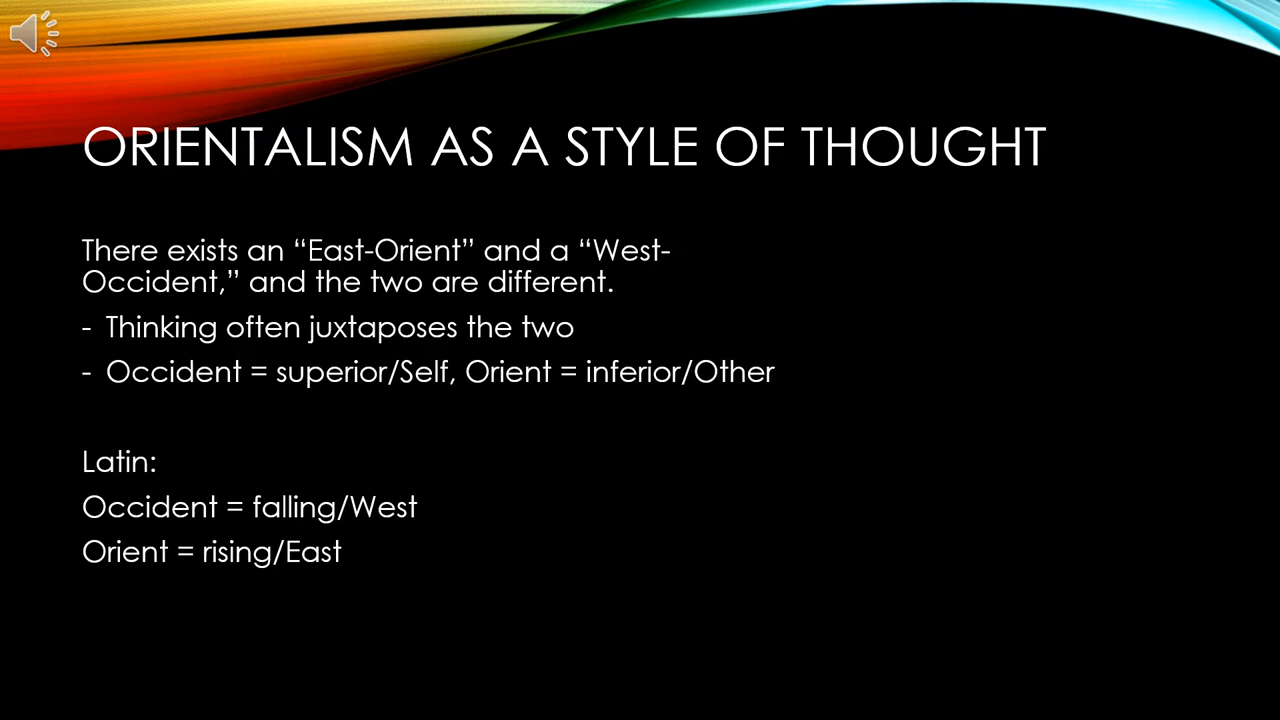 ORIENTALISM AS A STYLE OF THOUGHT
There exists an “East-Orient” and a “West-
Occident,” and the two are different.
- Thinking often juxtaposes the two
- Occident = superior/Self, Orient = inferior/Other
Latin:
Occident = falling/West
Orient = rising/East